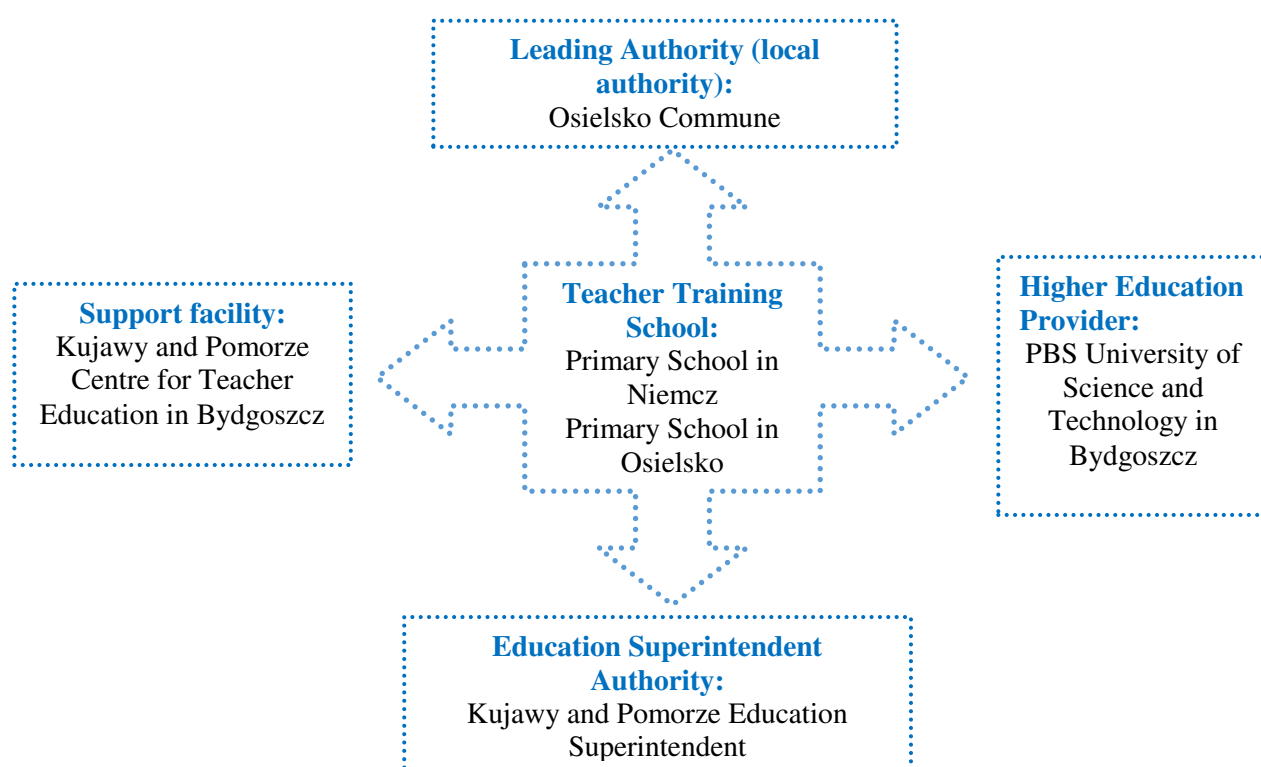 Leading Authority (local
authority):
Osielsko Commune
Support facility:
Kujawy and Pomorze
Centre for Teacher
Education in Bydgoszcz
Teacher Training
School:
Primary School in
Niemcz
Primary School in
Osielsko
Higher Education
Provider:
PBS University of
Science and
Technology in
Bydgoszcz
Education Superintendent
Authority:
Kujawy and Pomorze Education
Superintendent